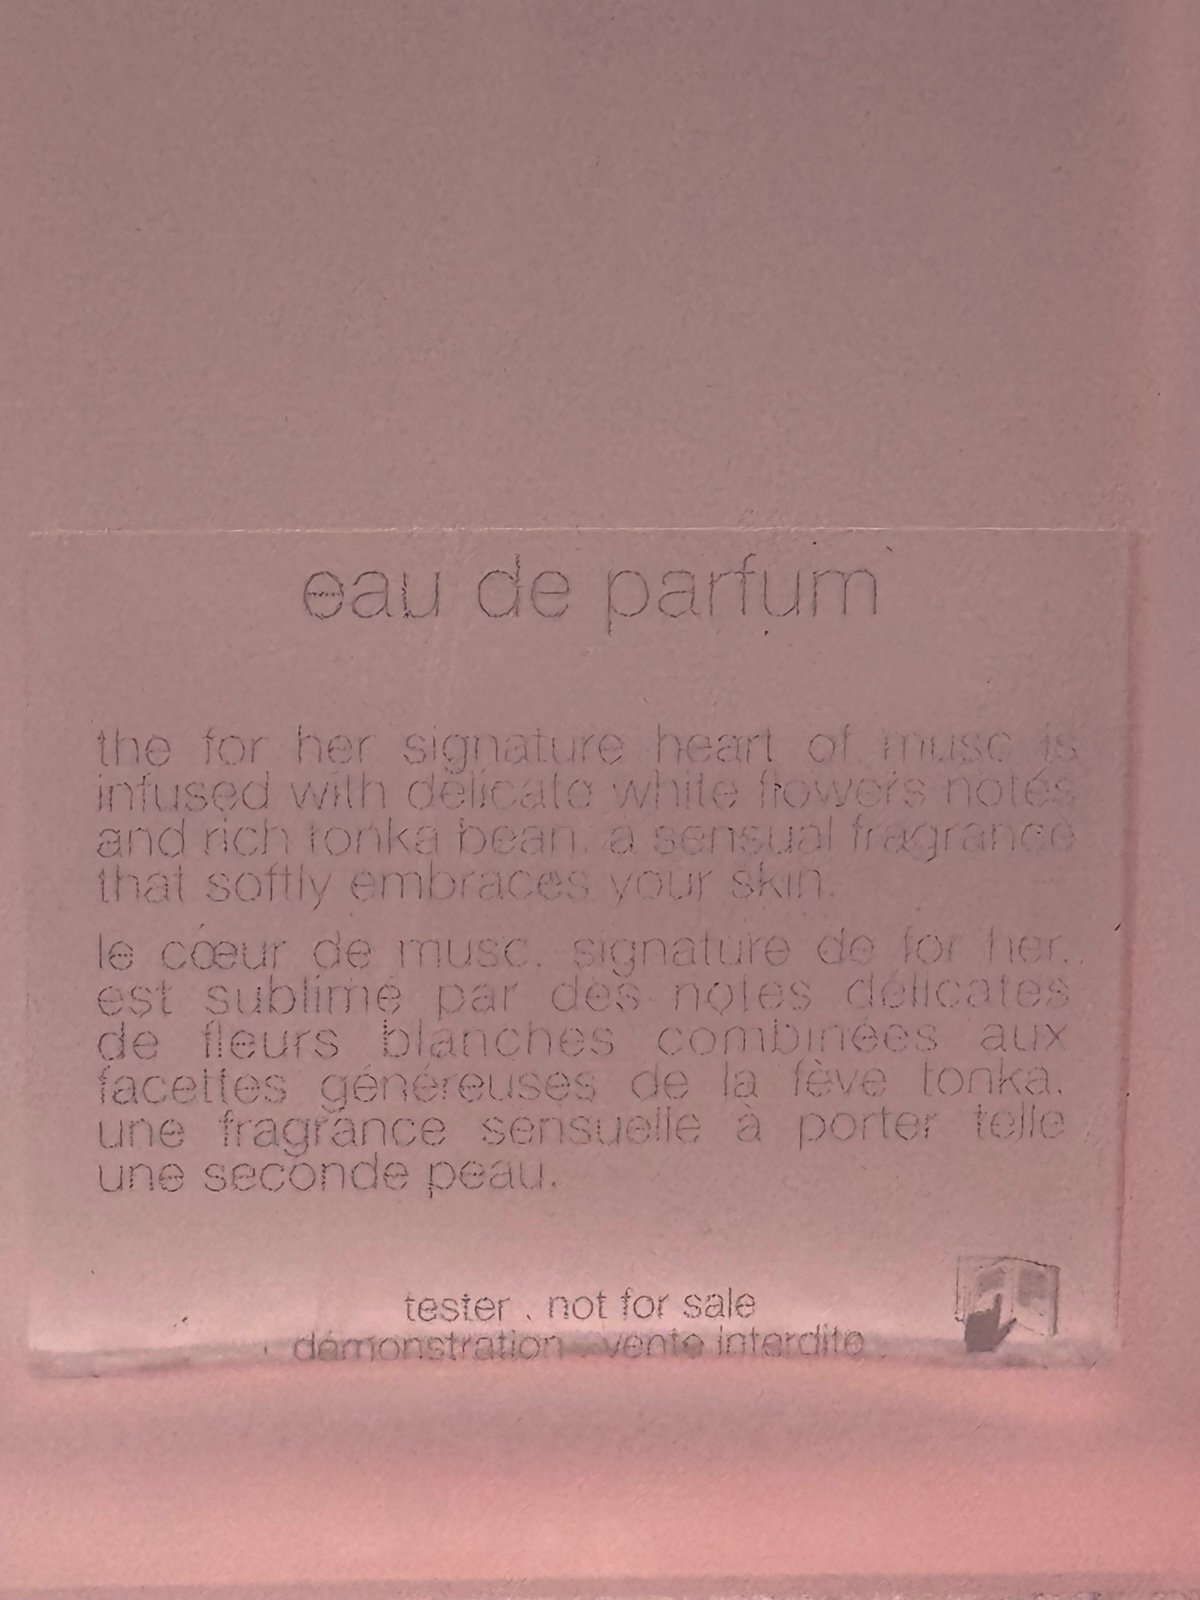 eau de parfum
the for her signature heart of musc is
infused with delicate white flowers notes
and rich tonka bean. a sensual fragrance
that softly embraces your skin.
le cœur de musc, signature de for her,
est sublimé par des notes délicates
de fleurs blanches combinées aux
facettes généreuses de la fève tonka.
une fragrance sensuelle à porter telle
une seconde peau.
tester . not for sale
démonstration . vente interdite